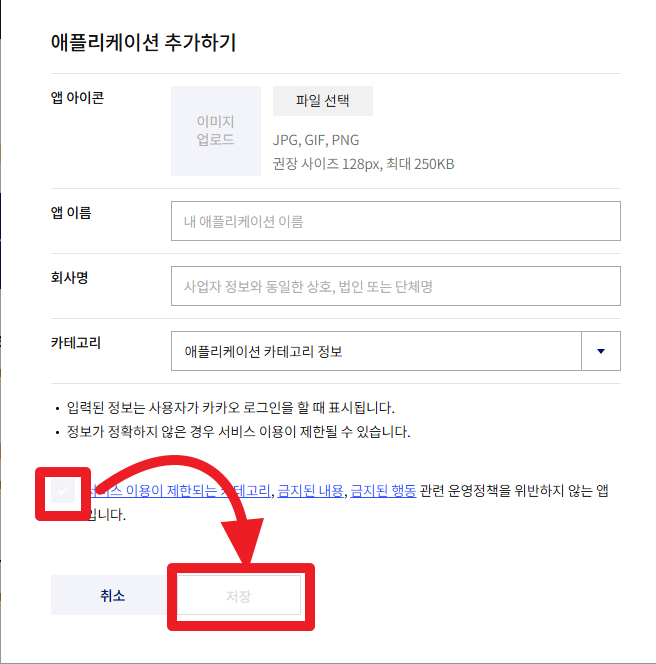 애플리케이션 추가하기
앱 아이콘
이미지
업로드
파일 선택
JPG, GIF, PNG
권장 사이즈 128px, 최대 250KB
앱 이름
내 애플리케이션 이름
회사명
사업자 정보와 동일한 상호, 법인 또는 단체명
카테고리
애플리케이션 카테고리 정보
• 입력된 정보는 사용자가 카카오 로그인을 할 때 표시됩니다.
• 정보가 정확하지 않은 경우 서비스 이용이 제한될 수 있습니다.
서비스 이용이 제한되는 카테고리, 금지된 내용, 금지된 행동 관련 운영정책을 위반하지 않는 앱
입니다.
취소
저장